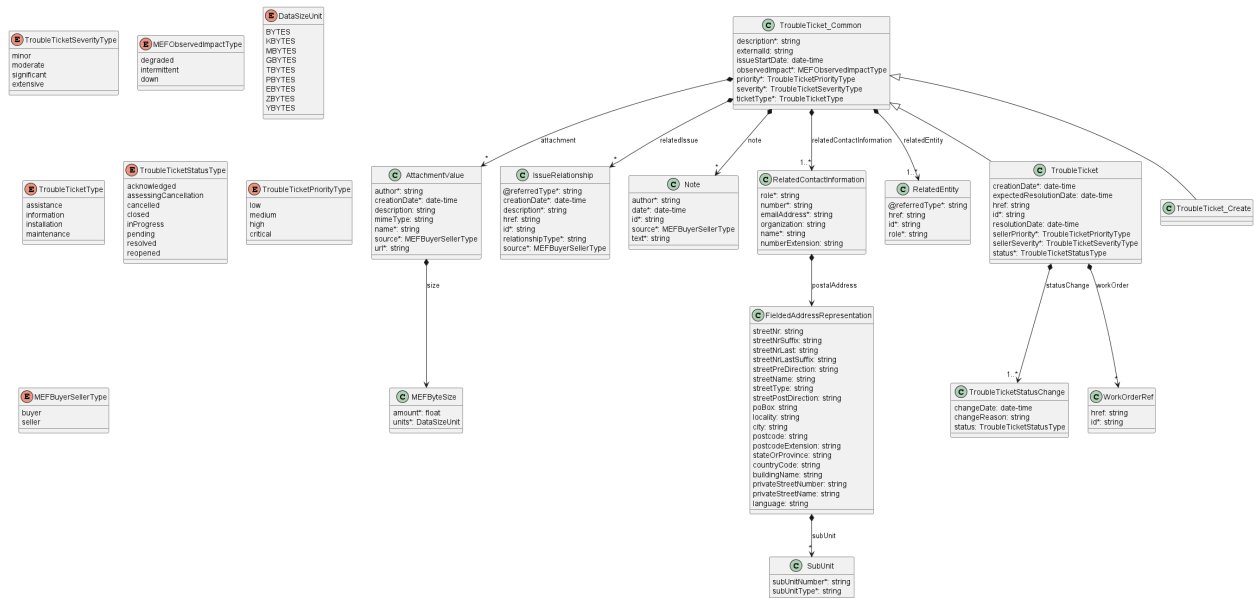 E DataSizeUnit
BYTES
KBYTES
MBYTES
GBYTES
TBYTES
PBYTES
EBYTES
ZBYTES
YBYTES
E TroubleTicketSeverityType
minor
moderate
significant
extensive
E MEFObservedImpactType
degraded
intermittent
down
C TroubleTicket_Common
description*: string
externalId: string
issueStartDate: date-time
observedImpact*: MEFObservedImpactType
priority*: TroubleTicketPriorityType
severity*: TroubleTicketSeverityType
ticketType*: TroubleTicketType
attachment
relatedIssue
note
relatedContactInformation
relatedEntity
*
*
*
1..*
1..*
E TroubleTicketType
assistance
information
installation
maintenance
E TroubleTicketStatusType
acknowledged
assessingCancellation
cancelled
closed
inProgress
pending
resolved
reopened
E TroubleTicketPriorityType
low
medium
high
critical
C AttachmentValue
author*: string
creationDate*: date-time
description: string
mimeType: string
name*: string
source*: MEFBuyerSellerType
url*: string
C IssueRelationship
@referredType*: string
creationDate*: date-time
description*: string
href: string
id*: string
relationshipType*: string
source*: MEFBuyerSellerType
C Note
author*: string
date*: date-time
id*: string
source*: MEFBuyerSellerType
text*: string
C RelatedContactInformation
role*: string
number*: string
emailAddress*: string
organization: string
name*: string
numberExtension: string
C RelatedEntity
@referredType*: string
href: string
id*: string
role*: string
C TroubleTicket
creationDate*: date-time
expectedResolutionDate: date-time
href: string
id*: string
resolutionDate: date-time
sellerPriority*: TroubleTicketPriorityType
sellerSeverity*: TroubleTicketSeverityType
status*: TroubleTicketStatusType
C TroubleTicket_Create
size
postalAddress
statusChange
workOrder
1..*
*
E MEFBuyerSellerType
buyer
seller
C MEFByteSize
amount*: float
units*: DataSizeUnit
C FieldedAddressRepresentation
streetNr: string
streetNrSuffix: string
streetNrLast: string
streetNrLastSuffix: string
streetPreDirection: string
streetName: string
streetType: string
streetPostDirection: string
poBox: string
locality: string
city: string
postcode: string
postcodeExtension: string
stateOrProvince: string
countryCode: string
buildingName: string
privateStreetNumber: string
privateStreetName: string
language: string
C TroubleTicketStatusChange
changeDate: date-time
changeReason: string
status: TroubleTicketStatusType
C WorkOrderRef
href: string
id*: string
subUnit
*
C SubUnit
subUnitNumber*: string
subUnitType*: string